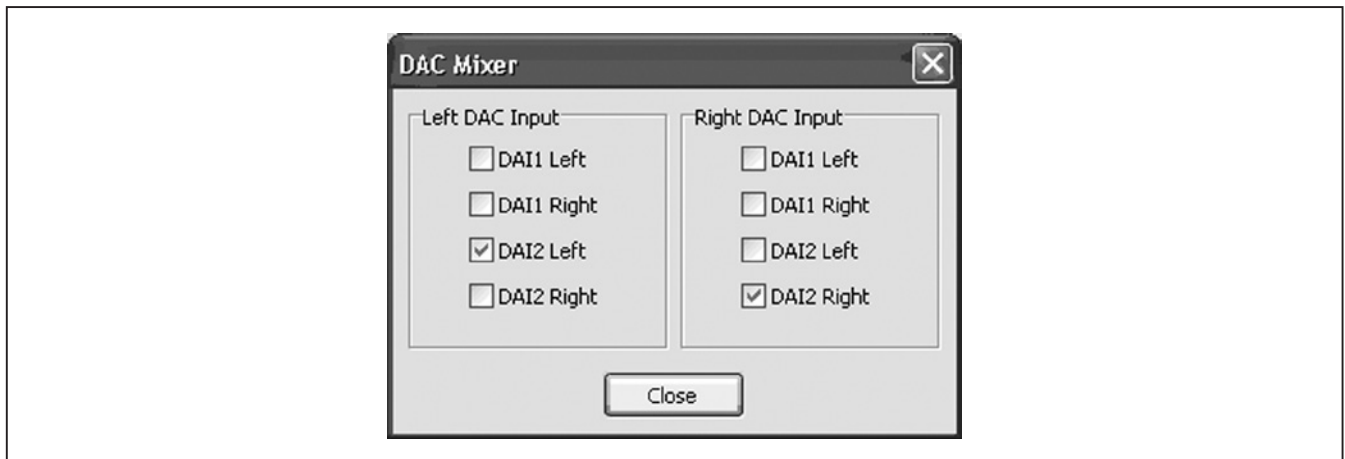 DAC Mixer
Left DAC Input
DAI1 Left
DAI1 Right
DAI2 Left
DAI2 Right
Right DAC Input
DAI1 Left
DAI1 Right
DAI2 Left
DAI2 Right
Close